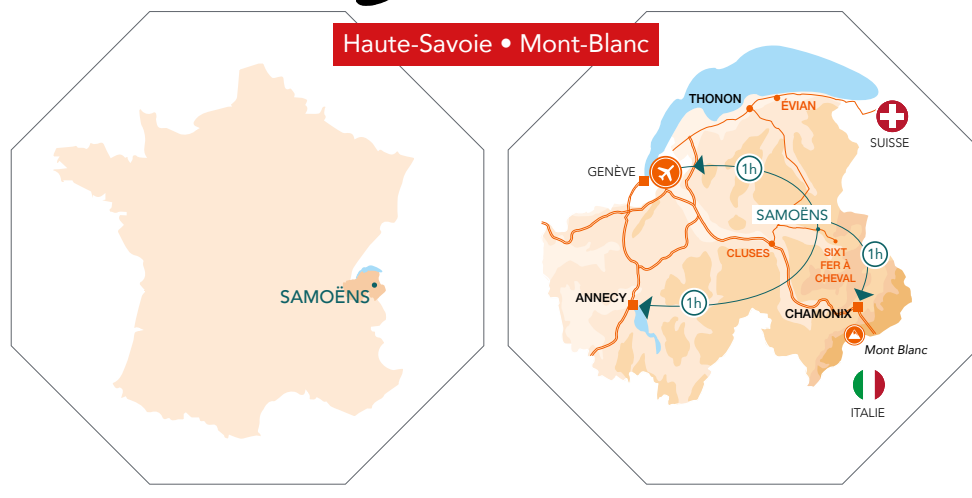 Haute-Savoie • Mont-Blanc
SAMOËNS
THONON
ÉVIAN
SUISSE
GENÈVE
1h
SAMOËNS
CLUSES
SIXT
FER À
CHEVAL
1h
ANNECY
1h
CHAMONIX
Mont Blanc
ITALIE